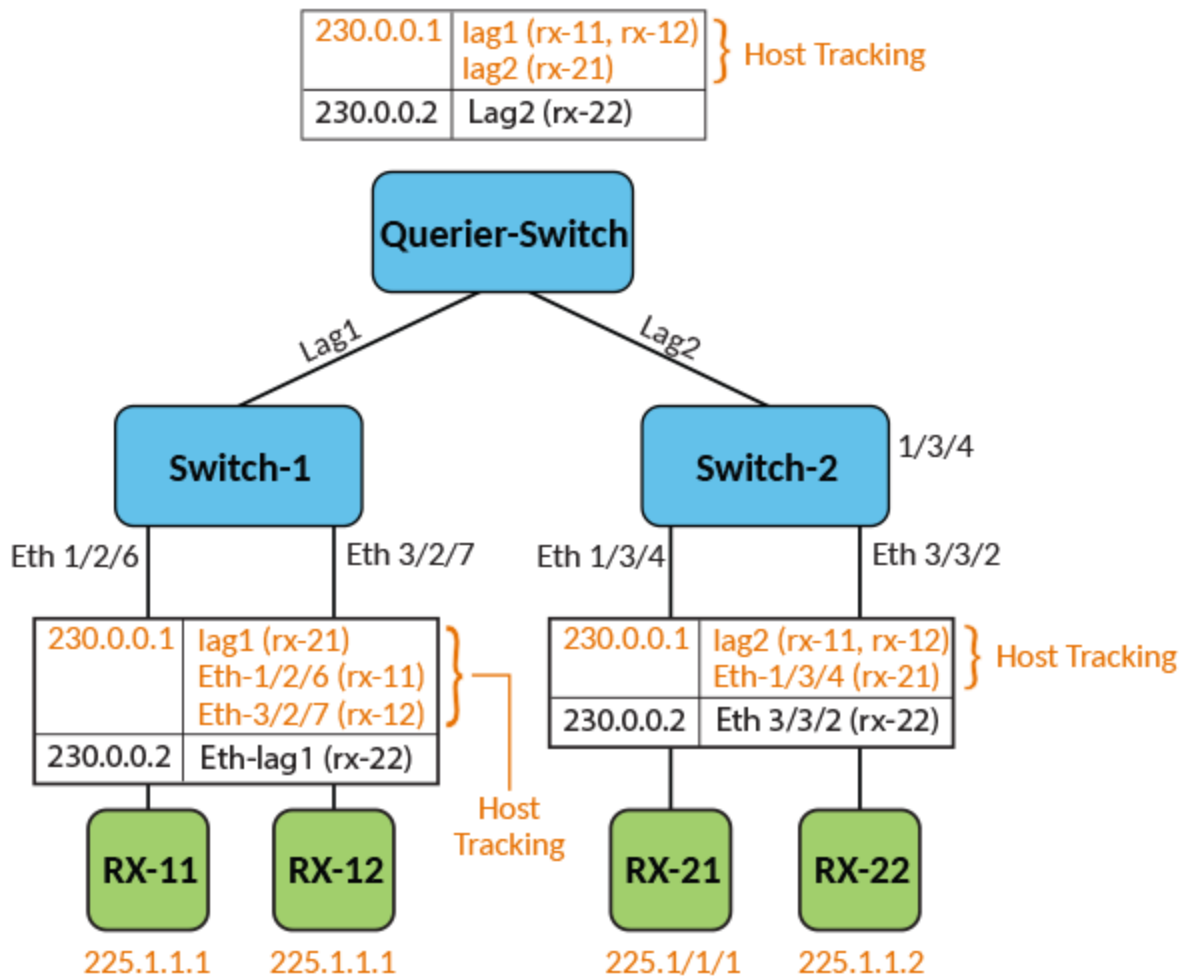 230.0.0.1 lag1 (rx-11, rx-12)
lag2 (rx-21)
Host Tracking
230.0.0.2 Lag2 (rx-22)
Querier-Switch
Lag1
Lag2
Switch-1
Switch-2
1/3/4
Eth 1/2/6
Eth 3/2/7
Eth 1/3/4
Eth 3/3/2
230.0.0.1 lag1 (rx-21)
Eth-1/2/6 (rx-11)
Eth-3/2/7 (rx-12)
230.0.0.2 Eth-lag1 (rx-22)
Host
Tracking
230.0.0.1 lag2 (rx-11, rx-12)
Eth-1/3/4 (rx-21)
Host Tracking
230.0.0.2 Eth 3/3/2 (rx-22)
RX-11
RX-12
RX-21
RX-22
225.1.1.1
225.1.1.1
225.1/1/1
225.1.1.2